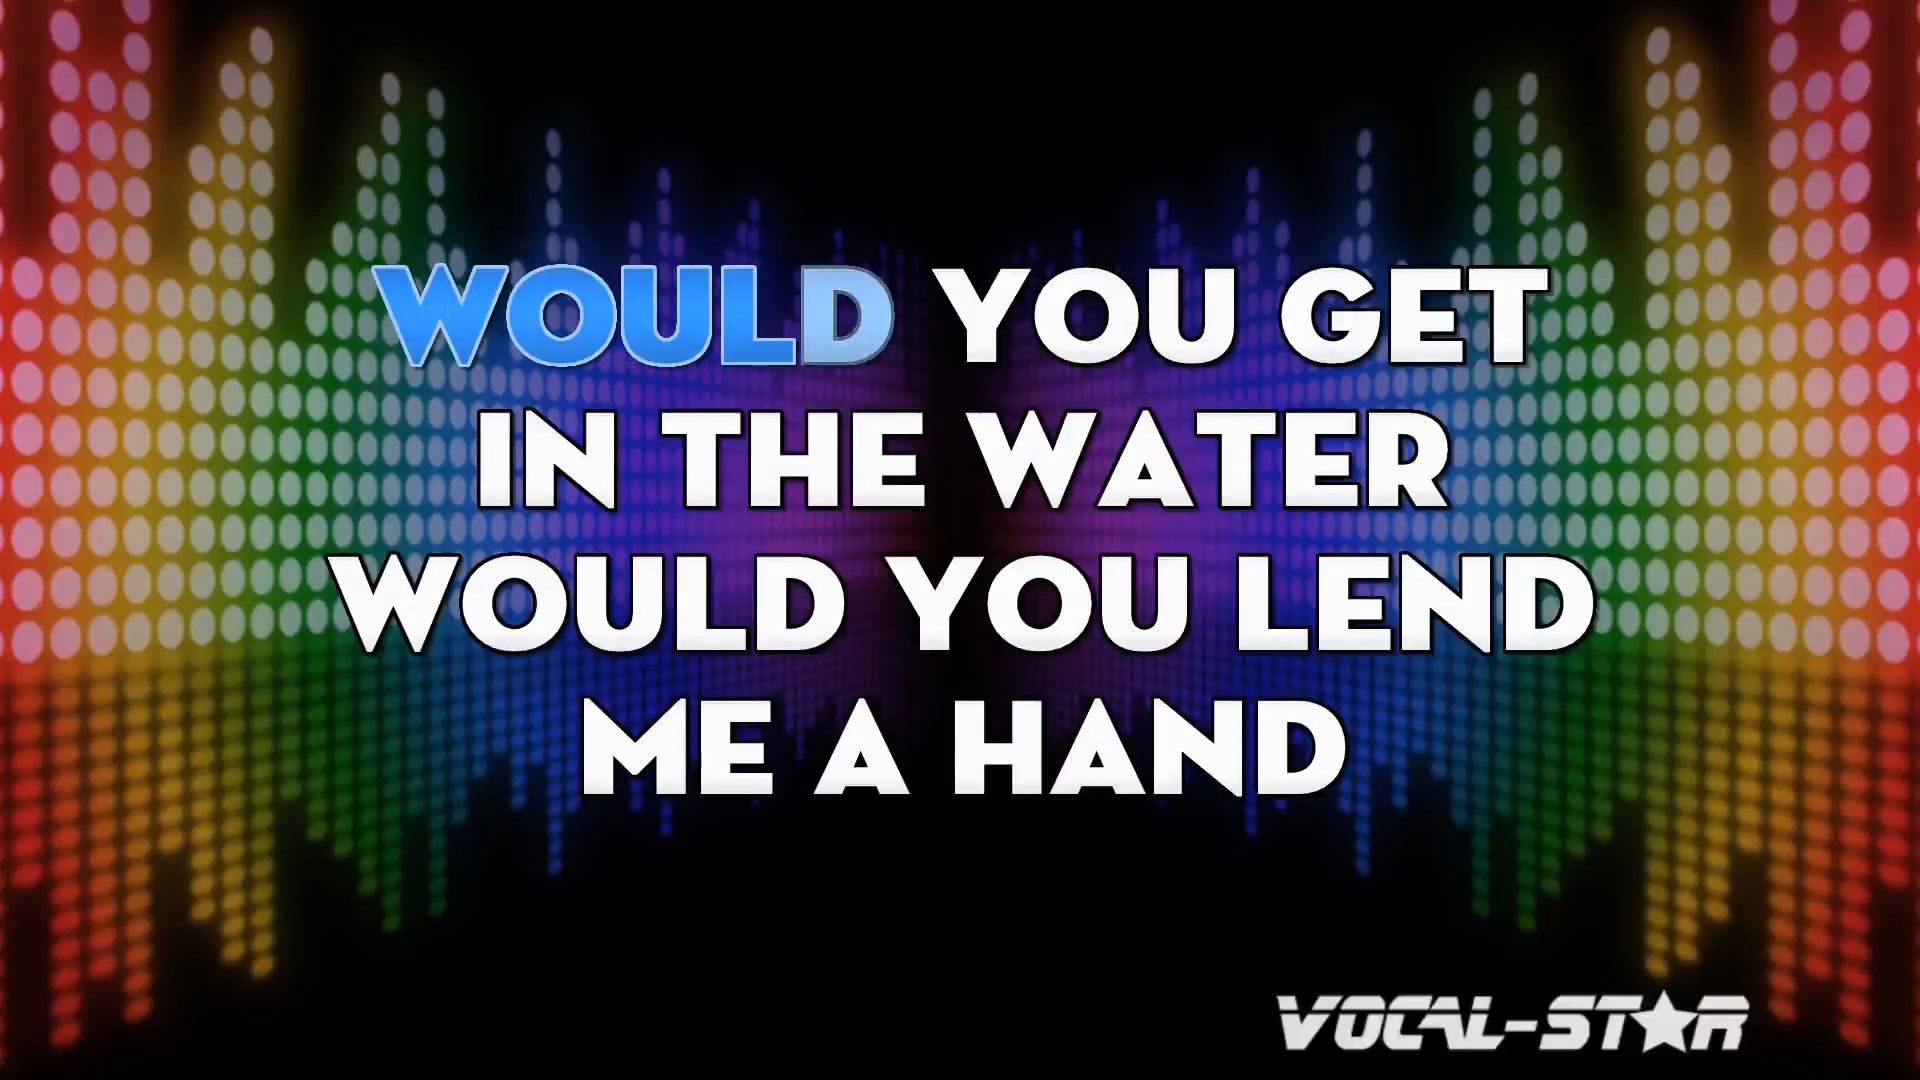 WOULD YOU GET
IN THE WATER
WOULD YOU LEND
ME A HAND
VOCAL-STAR